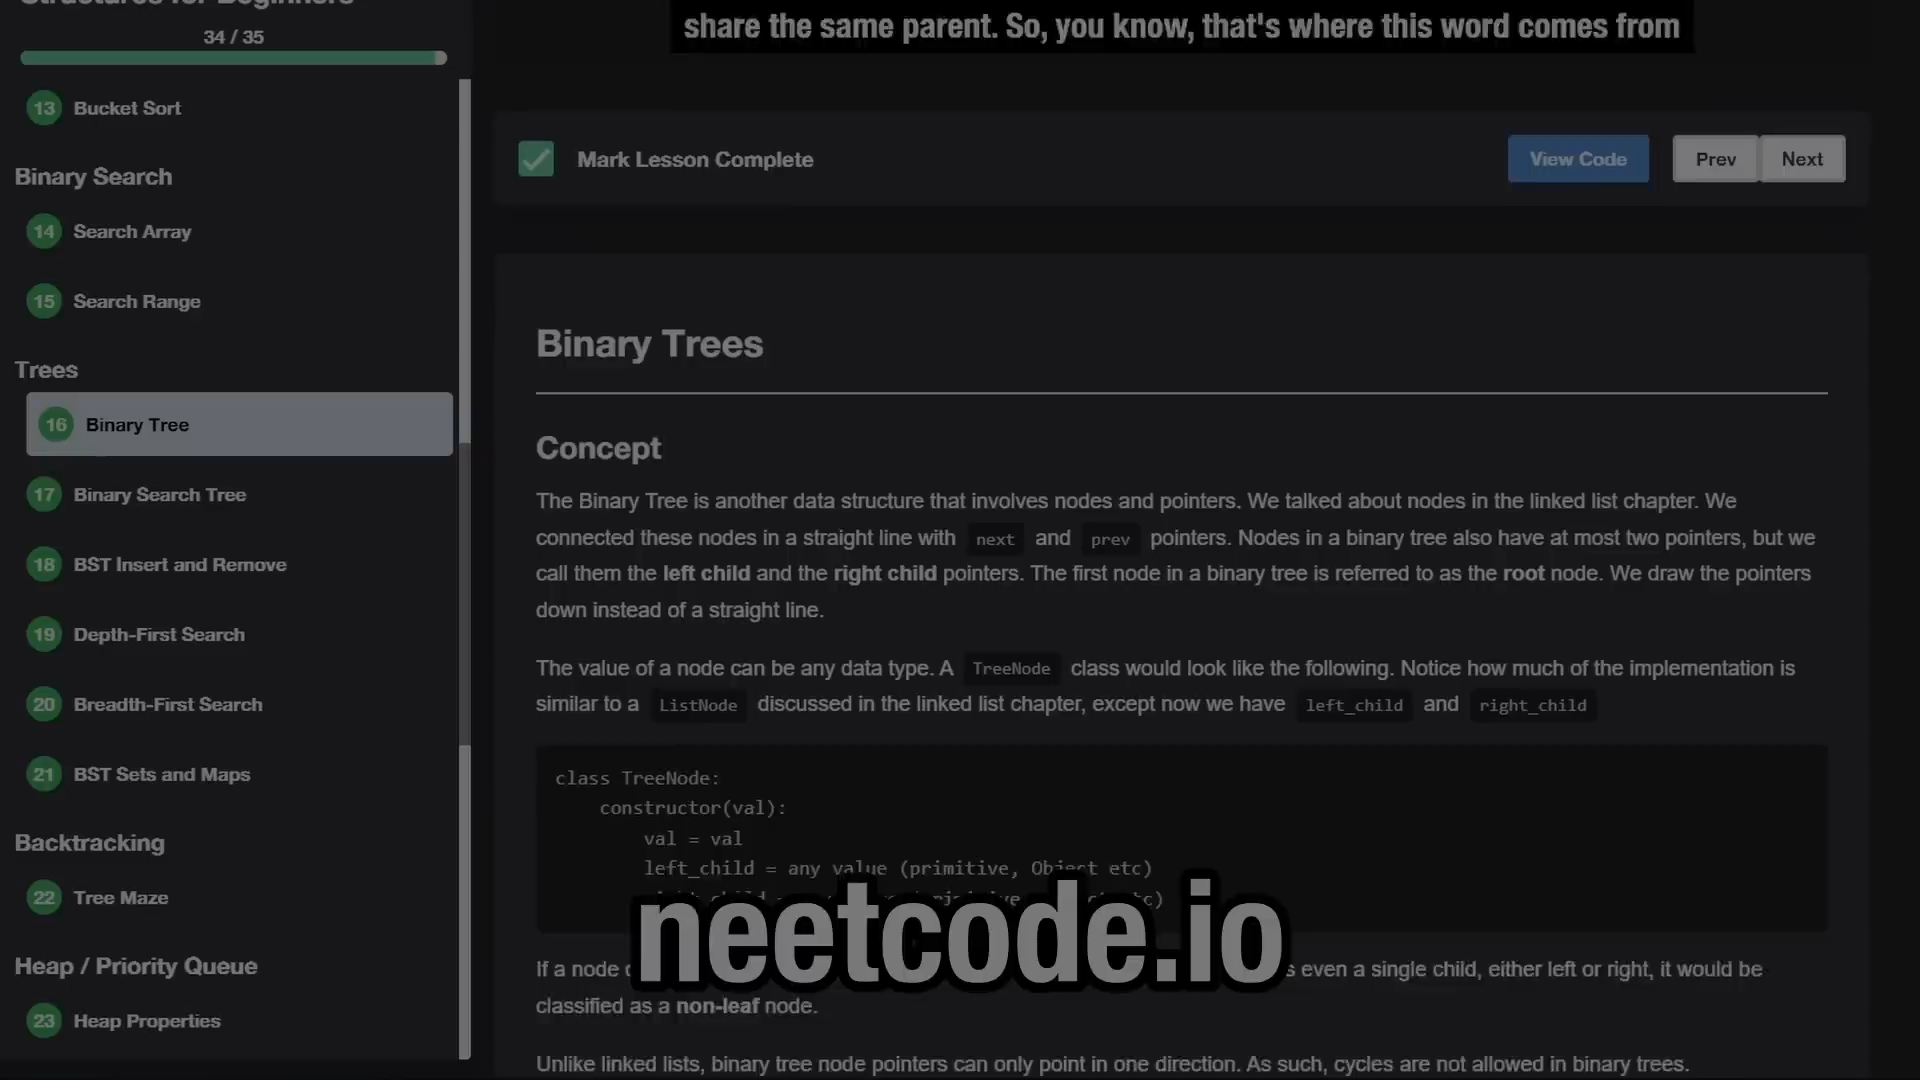 Structures for Beginners
34 / 35
13 Bucket Sort
Binary Search
14 Search Array
15 Search Range
Trees
16 Binary Tree
17 Binary Search Tree
18 BST Insert and Remove
19 Depth-First Search
20 Breadth-First Search
21 BST Sets and Maps
Backtracking
22 Tree Maze
Heap / Priority Queue
23 Heap Properties
share the same parent. So, you know, that's where this word comes from
Mark Lesson Complete
View Code
Prev
Next
Binary Trees
Concept
The Binary Tree is another data structure that involves nodes and pointers. We talked about nodes in the linked list chapter. We
connected these nodes in a straight line with next and prev pointers. Nodes in a binary tree also have at most two pointers, but we
call them the left child and the right child pointers. The first node in a binary tree is referred to as the root node. We draw the pointers
down instead of a straight line.
The value of a node can be any data type. A TreeNode class would look like the following. Notice how much of the implementation is
similar to a ListNode discussed in the linked list chapter, except now we have left_child and right_child
class TreeNode:
    constructor(val):
        val = val
        left_child = any value (primitive, Object etc)
neetcode.io
If a node even a single child, either left or right, it would be
classified as a non-leaf node.
Unlike linked lists, binary tree node pointers can only point in one direction. As such, cycles are not allowed in binary trees.